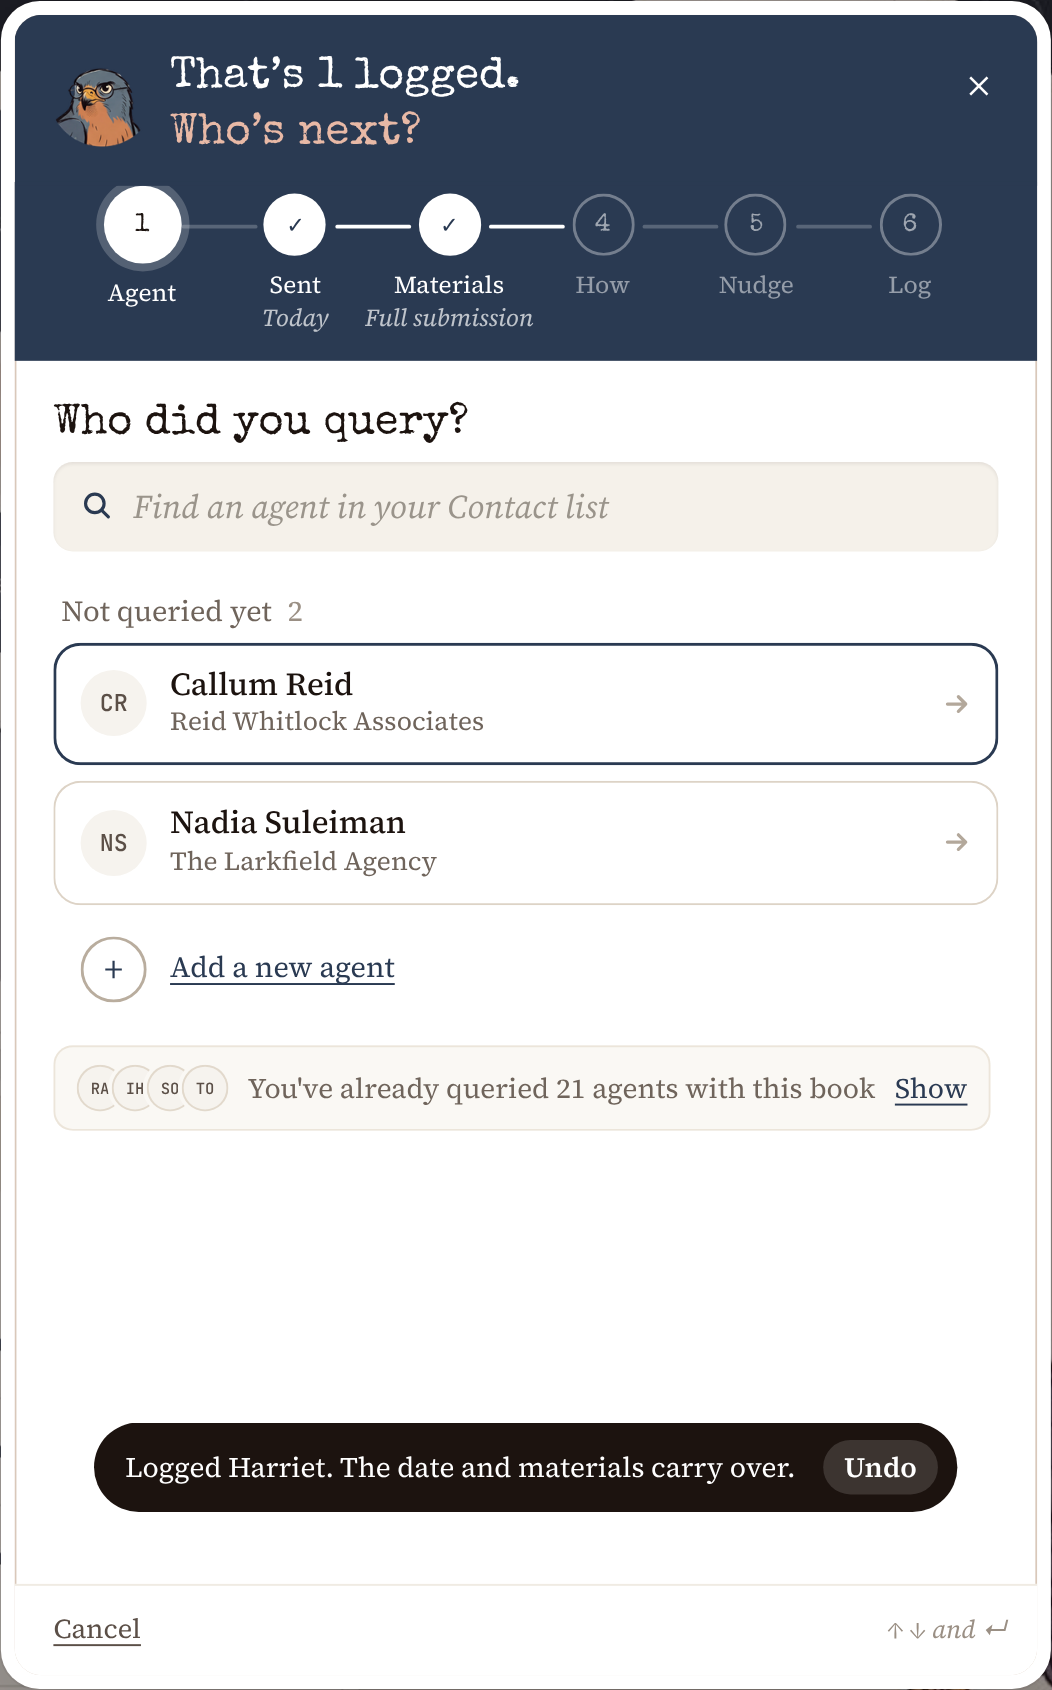 That’s 1 logged.
Who’s next?
1
✓
✓
4
5
6
Agent
Sent
Materials
How
Nudge
Log
Today
Full submission
Who did you query?
Find an agent in your Contact list
Not queried yet 2
CR
Callum Reid
Reid Whitlock Associates
→
NS
Nadia Suleiman
The Larkfield Agency
→
+ Add a new agent
RA IH SO TO You've already queried 21 agents with this book Show
Logged Harriet. The date and materials carry over. Undo
Cancel
↑ ↓ and ↵